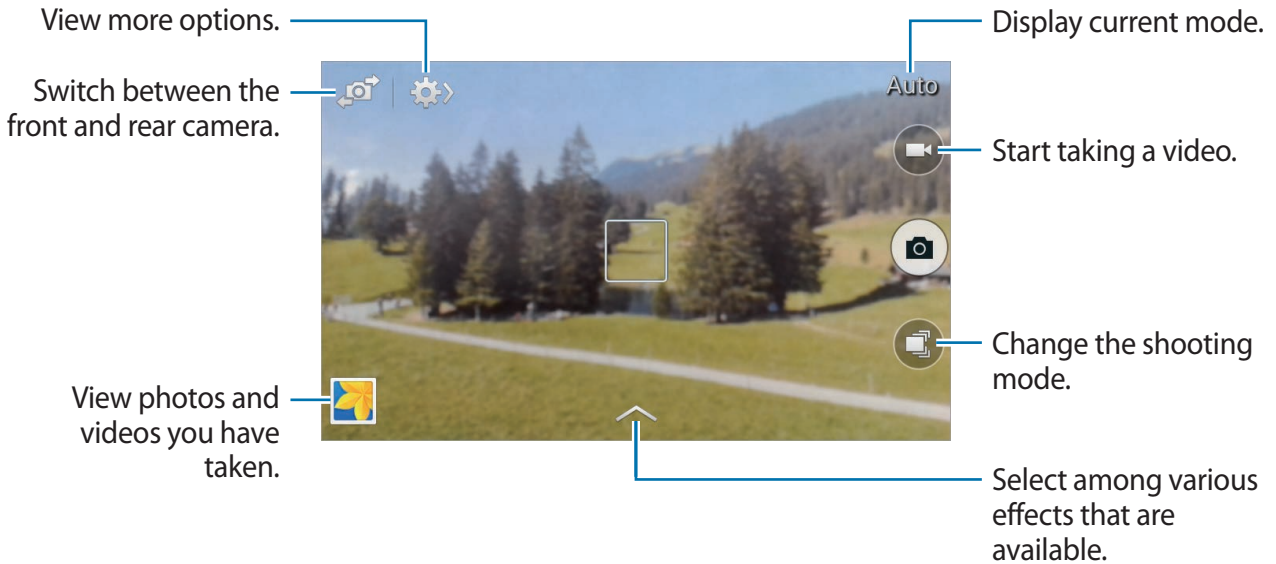 View more options.
Switch between the
front and rear camera.
View photos and
videos you have
taken.
Auto
Display current mode.
Start taking a video.
Change the shooting
mode.
Select among various
effects that are
available.